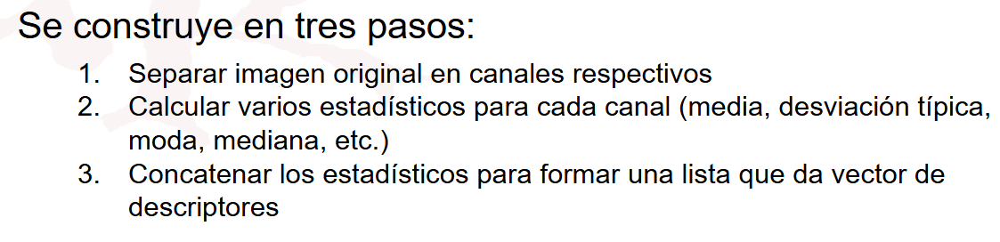 Se construye en tres pasos:
1. Separar imagen original en canales respectivos
2. Calcular varios estadísticos para cada canal (media, desviación típica,
moda, mediana, etc.)
3. Concatenar los estadísticos para formar una lista que da vector de
descriptores